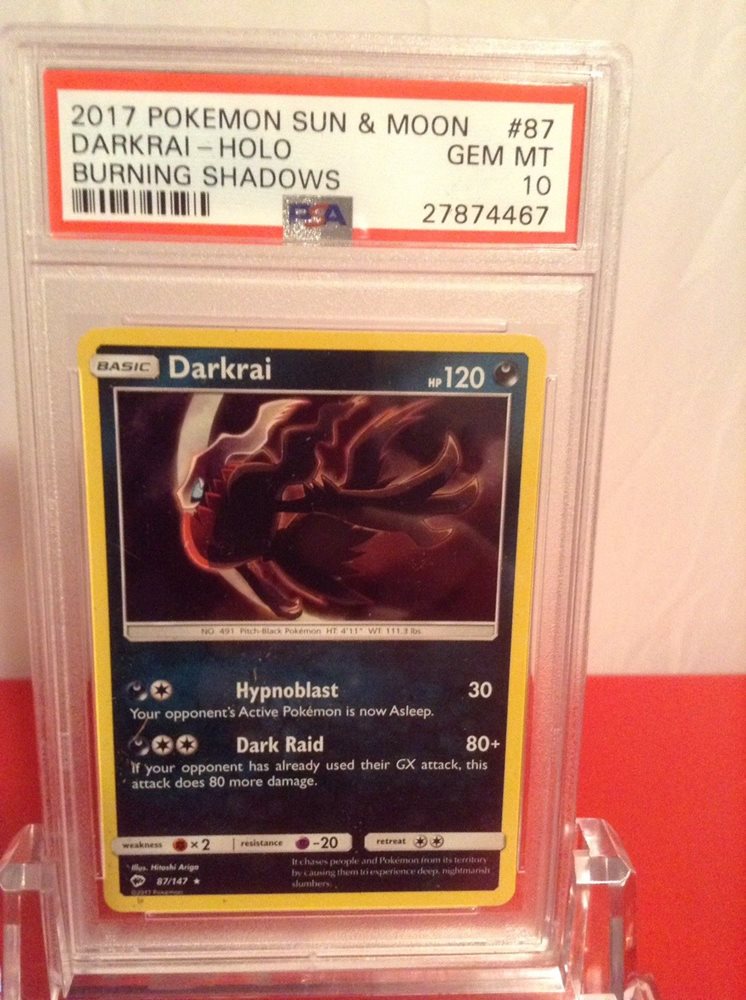 2017 POKEMON SUN & MOON #87
DARKRAI - HOLO GEM MT
BURNING SHADOWS 10
PSA 27874467
BASIC Darkrai HP 120
NO. 491 Pitch-Black Pokémon HT: 4'11" WT: 111.3 lbs
Hypnoblast 30
Your opponent's Active Pokémon is now Asleep.
Dark Raid 80+
If your opponent has already used their GX attack, this
attack does 80 more damage.
weakness ×2 resistance -20 retreat
Illus. Hitoshi Ariga
87/147 ★
©2017 Pokémon
It chases people and Pokémon from its territory
by causing them to experience deep, nightmarish
slumbers.